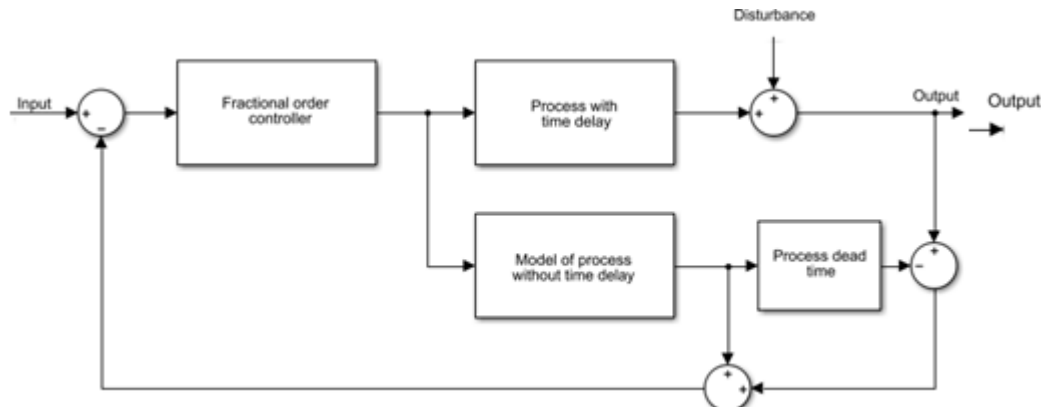 Disturbance
Input
Fractional order
controller
Process with
time delay
Output
Output
Model of process
without time delay
Process dead
time